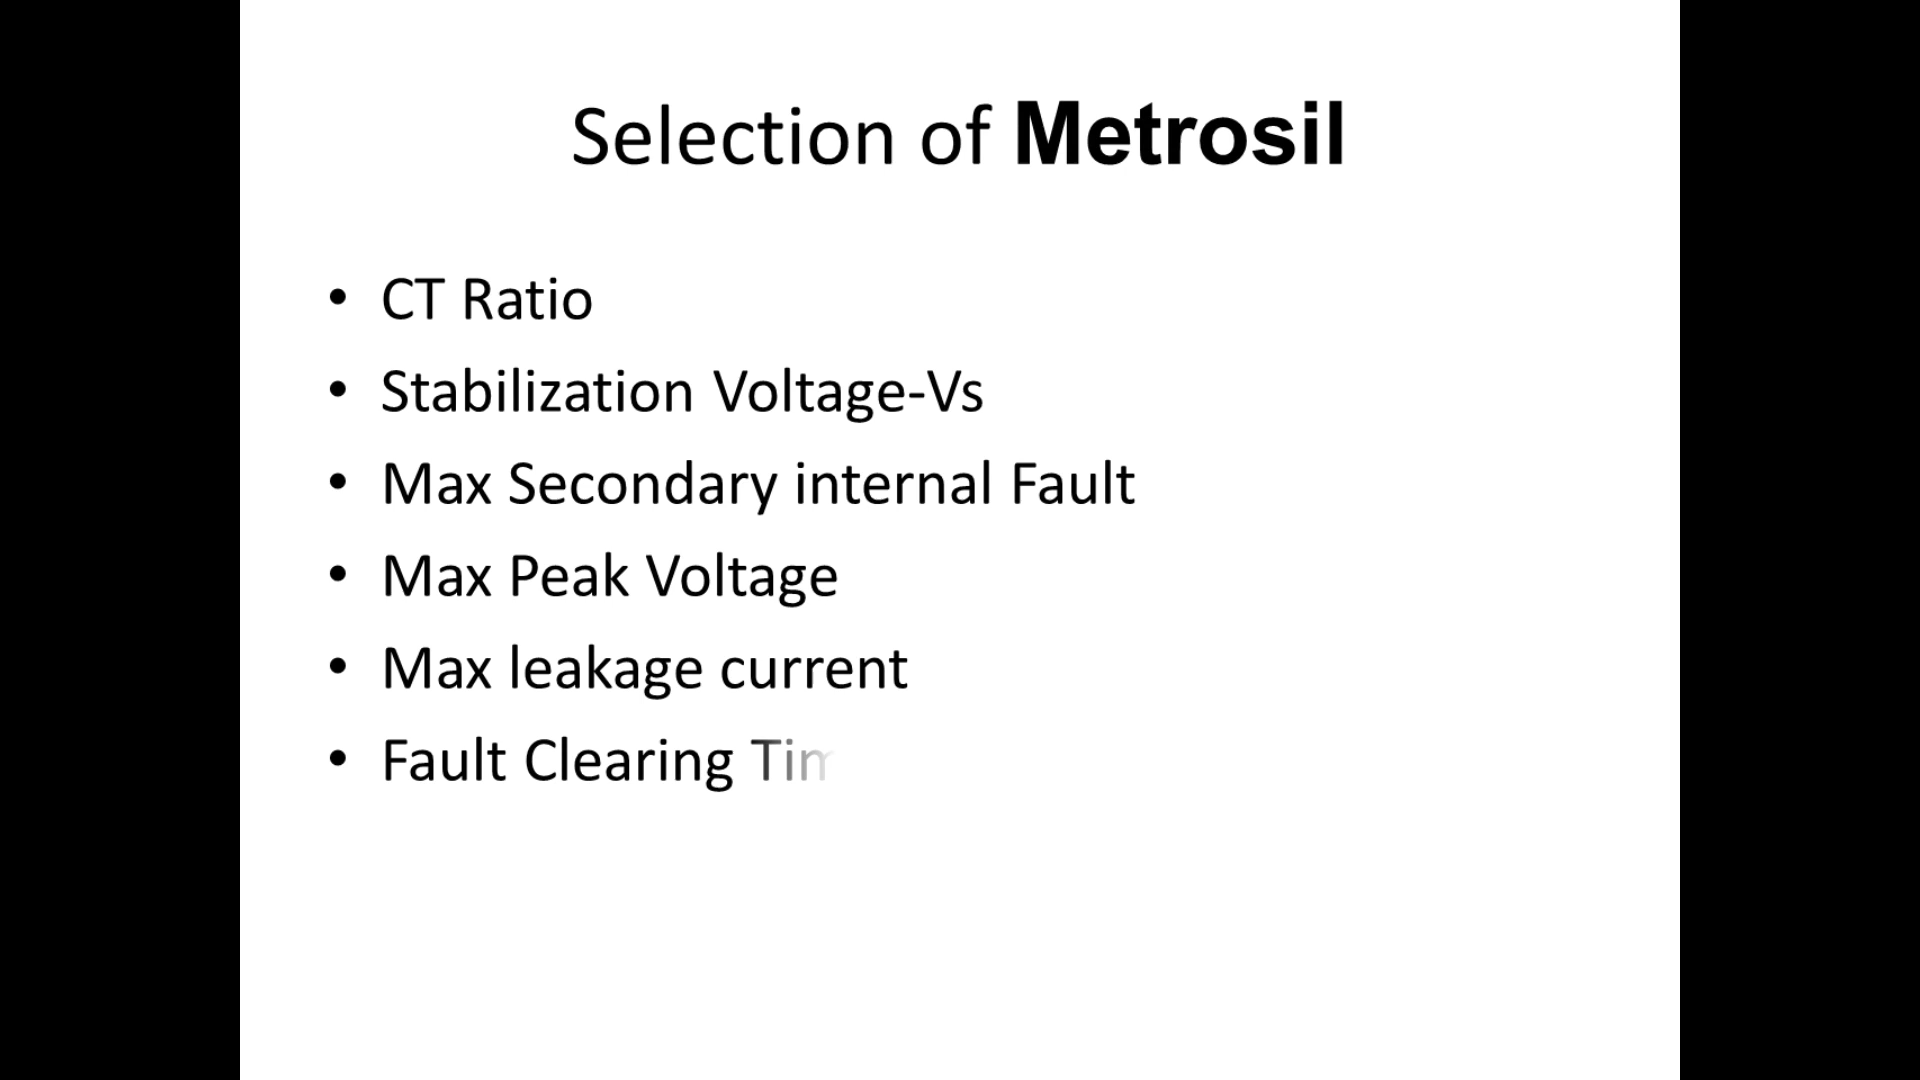 Selection of Metrosil
• CT Ratio
• Stabilization Voltage-Vs
• Max Secondary internal Fault
• Max Peak Voltage
• Max leakage current
• Fault Clearing Tim